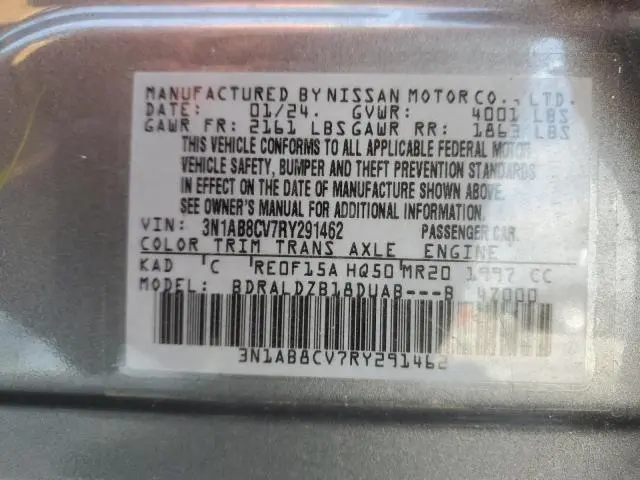 MANUFACTURED BY NISSAN MOTOR CO., LTD.
DATE: 01/24. GVWR: 4001 LBS
GAWR FR: 2161 LBS GAWR RR: 1863 LBS
THIS VEHICLE CONFORMS TO ALL APPLICABLE FEDERAL MOTOR
VEHICLE SAFETY, BUMPER AND THEFT PREVENTION STANDARDS
IN EFFECT ON THE DATE OF MANUFACTURE SHOWN ABOVE.
SEE OWNER'S MANUAL FOR ADDITIONAL INFORMATION.
VIN: 3N1AB8CV7RY291462 PASSENGER CAR.
COLOR TRIM TRANS AXLE ENGINE
KAD C RE0F15A HQ50 MR20 1997 CC
MODEL: BDRALDZB18DUAB---B 47000
3N1AB8CV7RY291462